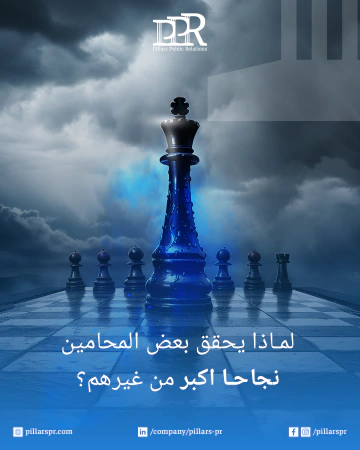 PPR
Pillars Public Relations
لماذا يحقق بعض المحامين
نجاحا اكبر من غيرهم؟
pillarspr.com
/company/pillars-pr
/pillarspr